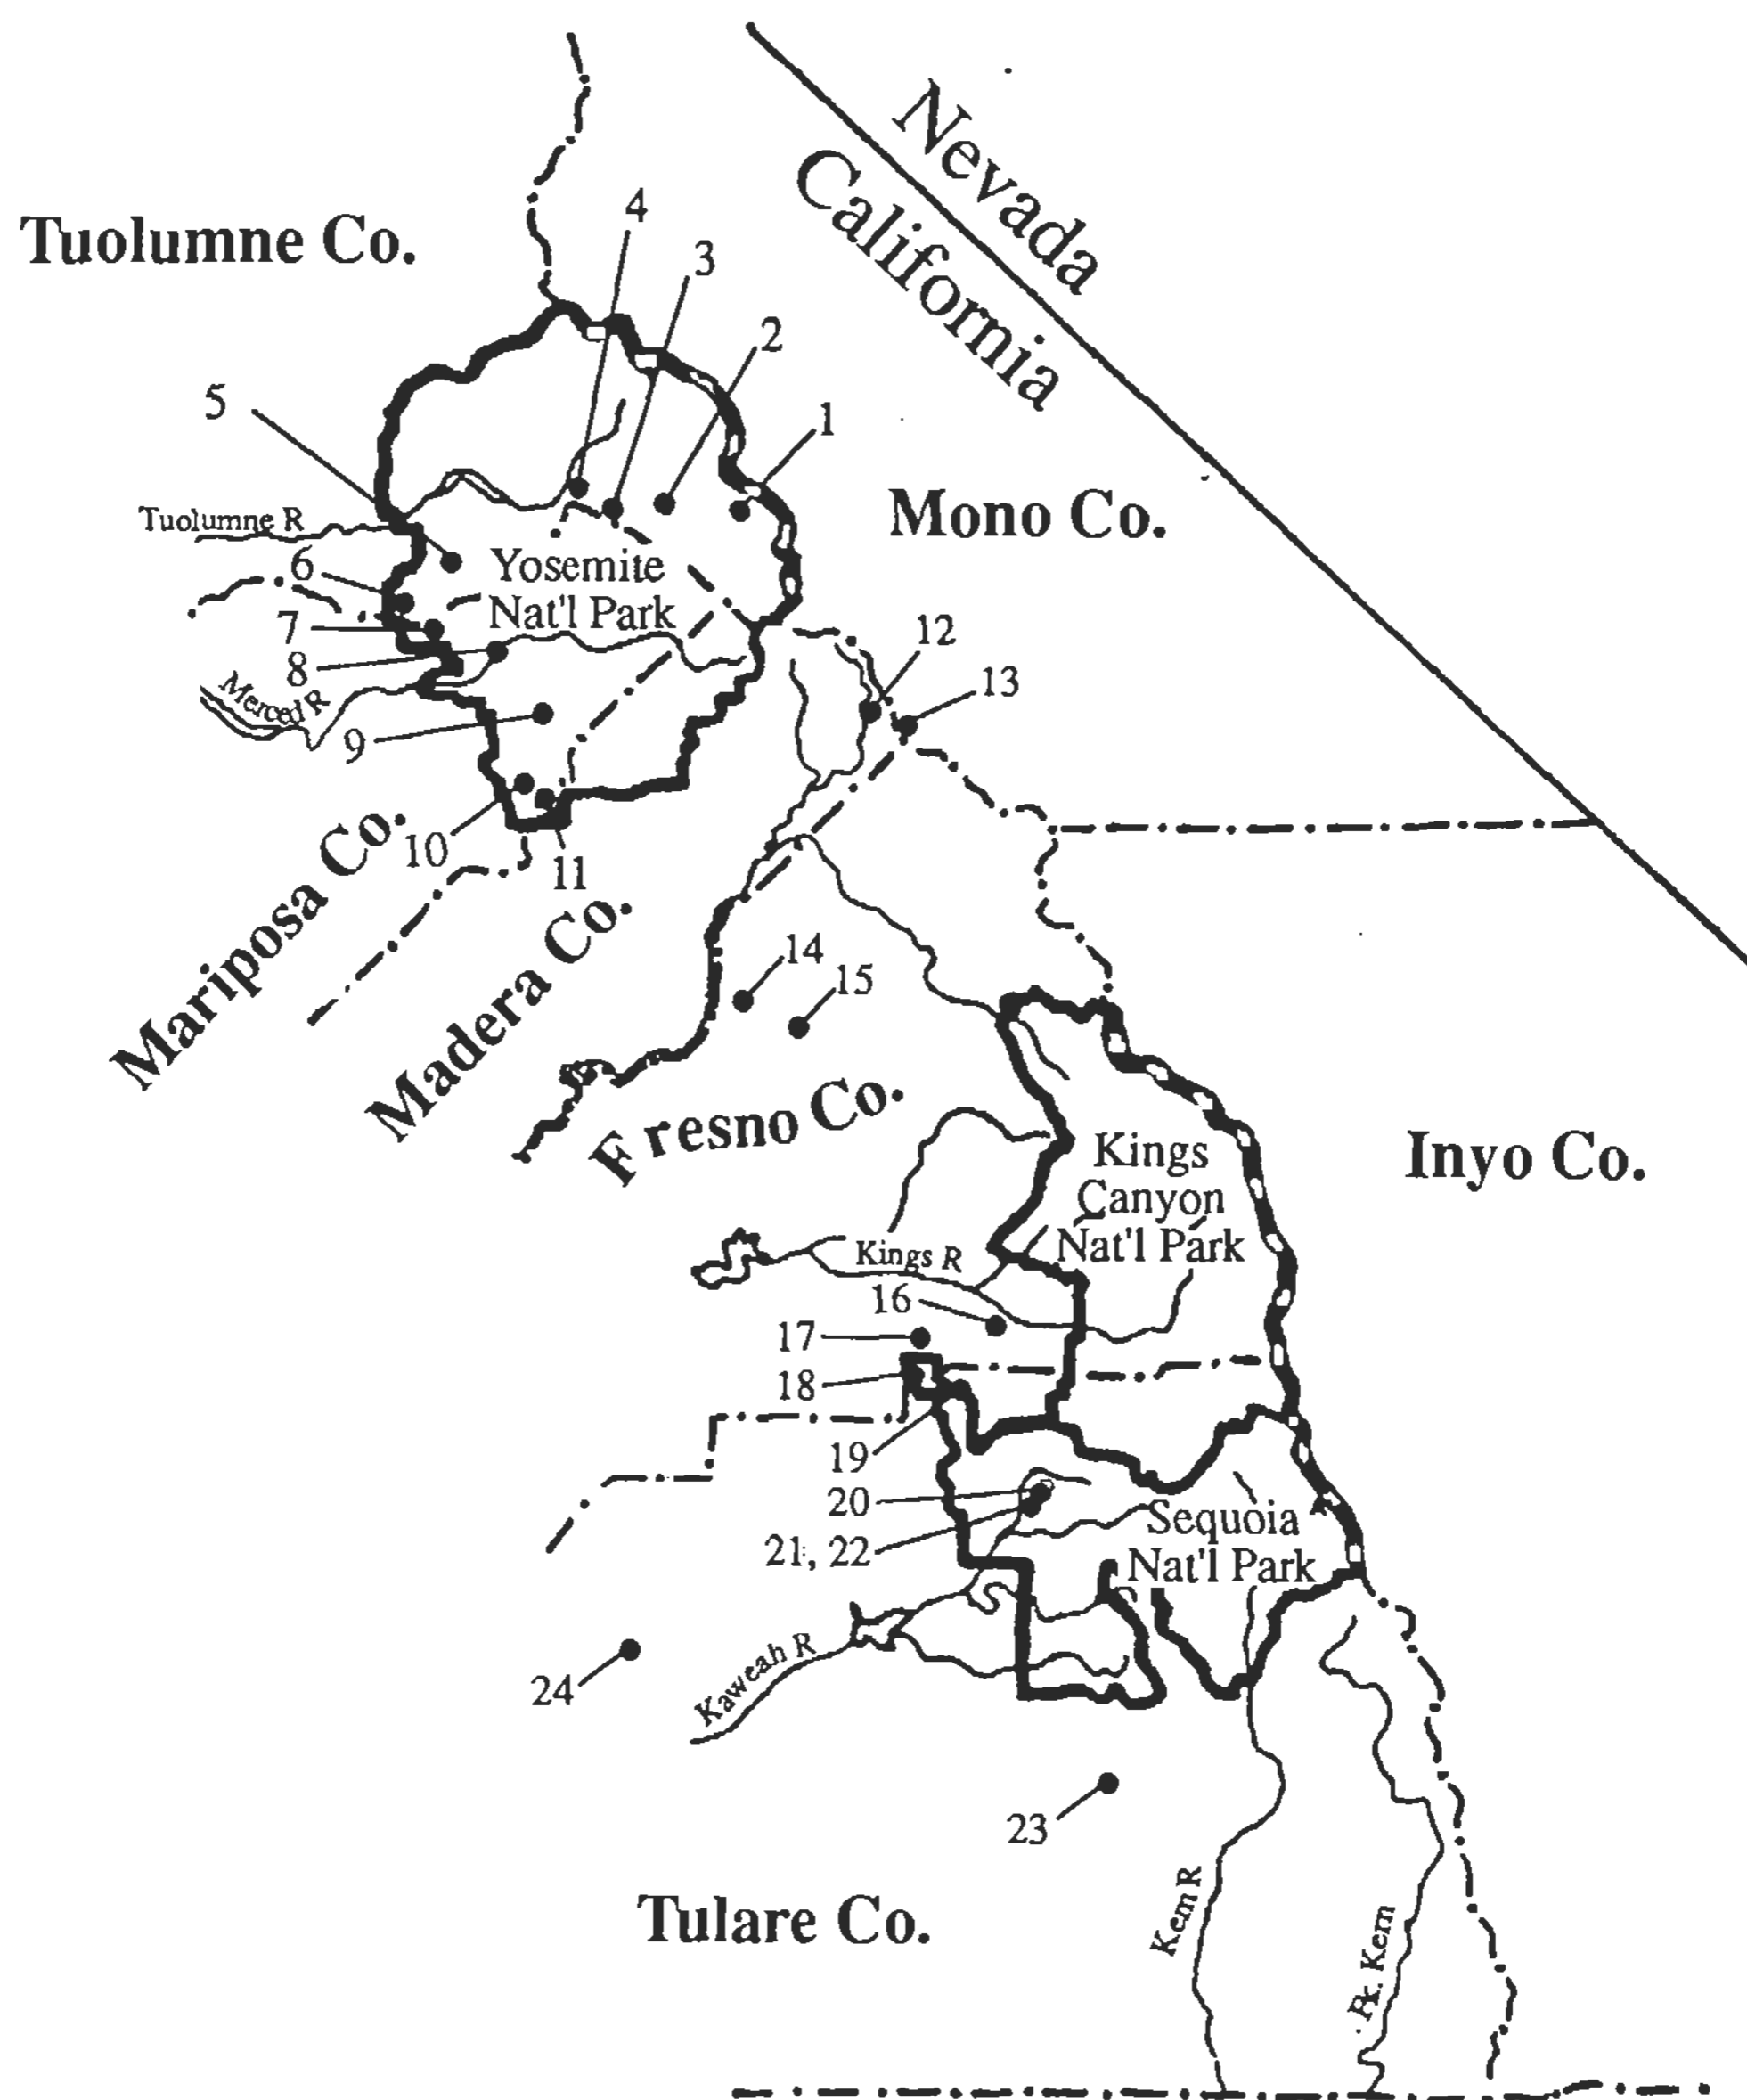 Nevada
California
Tuolumne Co.
4
3
2
5
1
Mono Co.
Tuolumne R
6
Yosemite
Nat'l Park
7
8
12
13
Merced R
9
10
11
Mariposa Co.
Madera Co.
14
15
Fresno Co.
Kings
Canyon
Nat'l Park
Inyo Co.
Kings R
16
17
18
19
20
21, 22
Sequoia
Nat'l Park
24
Kaweah R
23
Tulare Co.
Kern R
Fk. Kern